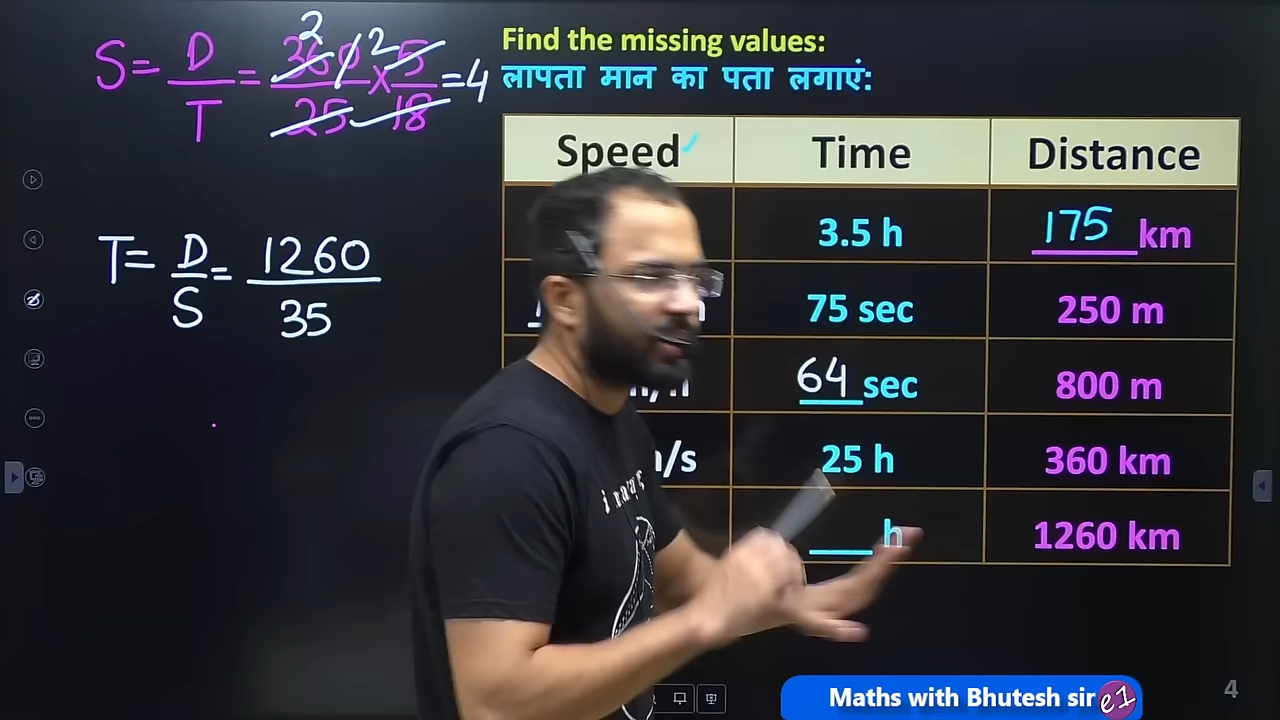 S = D/T = 360/25 × 5/18 = 4
2 2
T = D/S = 1260/35
Find the missing values:
लापता मान का पता लगाएं:
Speed Time Distance
3.5 h 175 km
75 sec 250 m
64 sec 800 m
/s 25 h 360 km
___ h 1260 km
Maths with Bhutesh sir e1
4